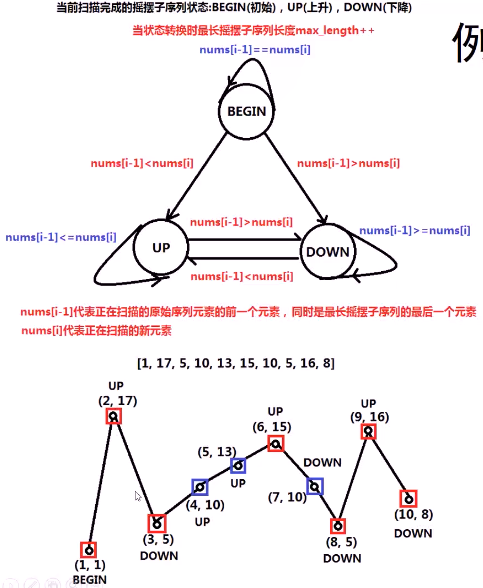 当前扫描完成的摇摆子序列状态:BEGIN(初始) , UP(上升) , DOWN(下降)
当状态转换时最长摇摆子序列长度max_length++
例
nums[i-1]==nums[i]
BEGIN
nums[i-1]<nums[i]
nums[i-1]>nums[i]
nums[i-1]<=nums[i]
UP
nums[i-1]>nums[i]
nums[i-1]<nums[i]
DOWN
nums[i-1]>=nums[i]
nums[i-1]代表正在扫描的原始序列元素的前一个元素 , 同时是最长摇摆子序列的最后一个元素
nums[i]代表正在扫描的新元素
[1, 17, 5, 10, 13, 15, 10, 5, 16, 8]
UP
(2, 17)
UP
(9, 16)
UP
(6, 15)
(5, 13)
UP
DOWN
(7, 10)
(4, 10)
UP
(10, 8)
DOWN
(3, 5)
DOWN
(8, 5)
DOWN
(1, 1)
BEGIN